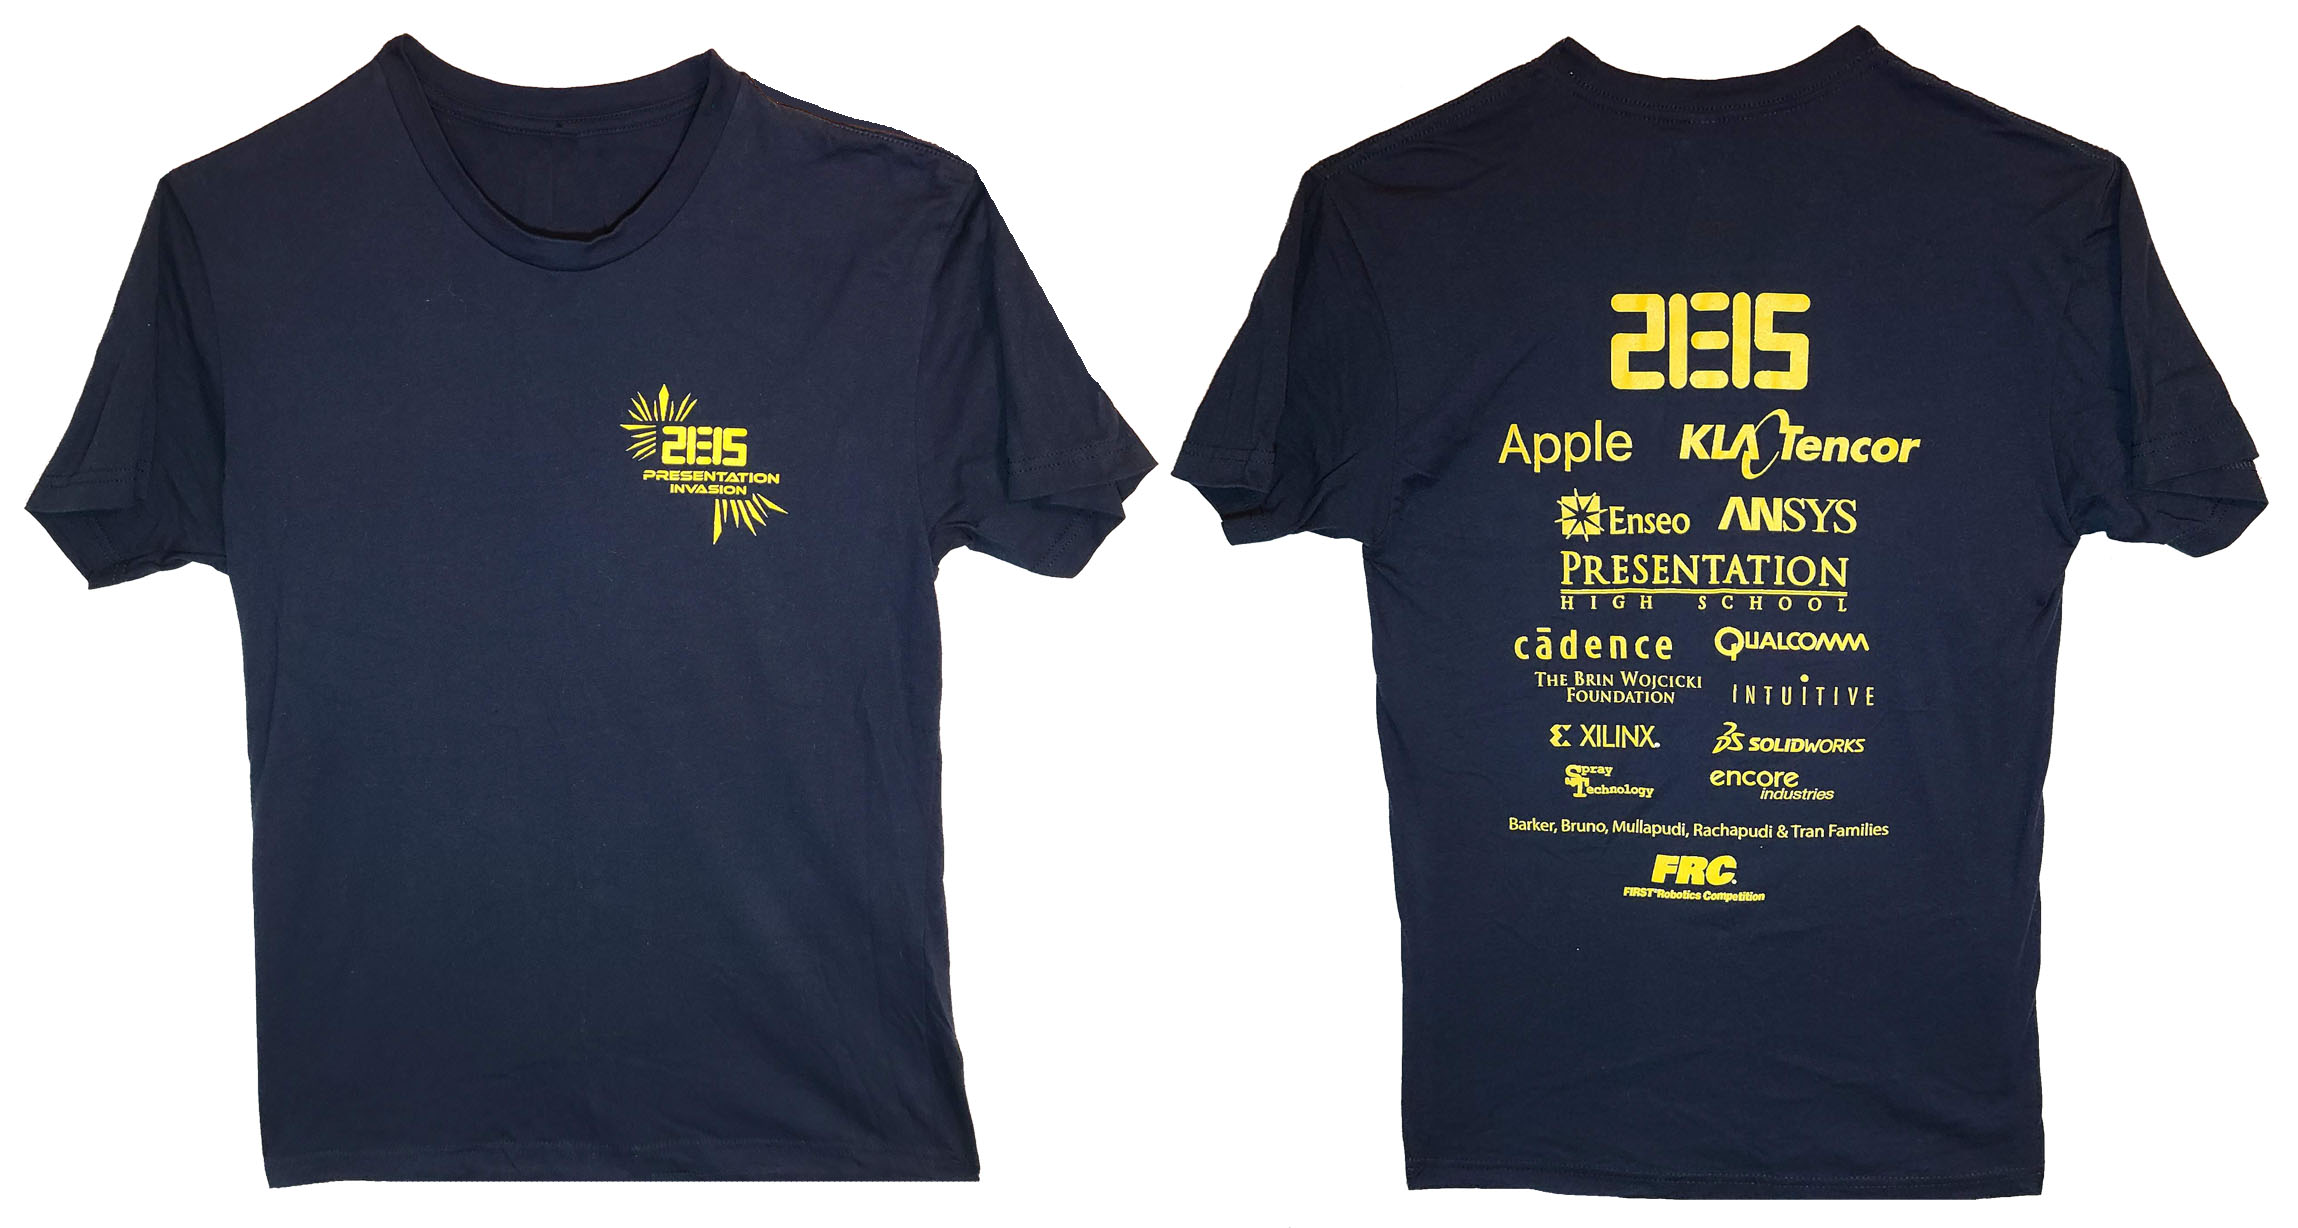 2135
PRESENTATION
INVASION
2135
Apple KLA Tencor
Enseo ANSYS
PRESENTATION
HIGH SCHOOL
cādence QUALCOMM
THE BRIN WOJCICKI
FOUNDATION
INTUITIVE
XILINX. DS SOLIDWORKS
Spray
Technology
encore
industries
Barker, Bruno, Mullapudi, Rachapudi & Tran Families
FRC.
FIRST® Robotics Competition